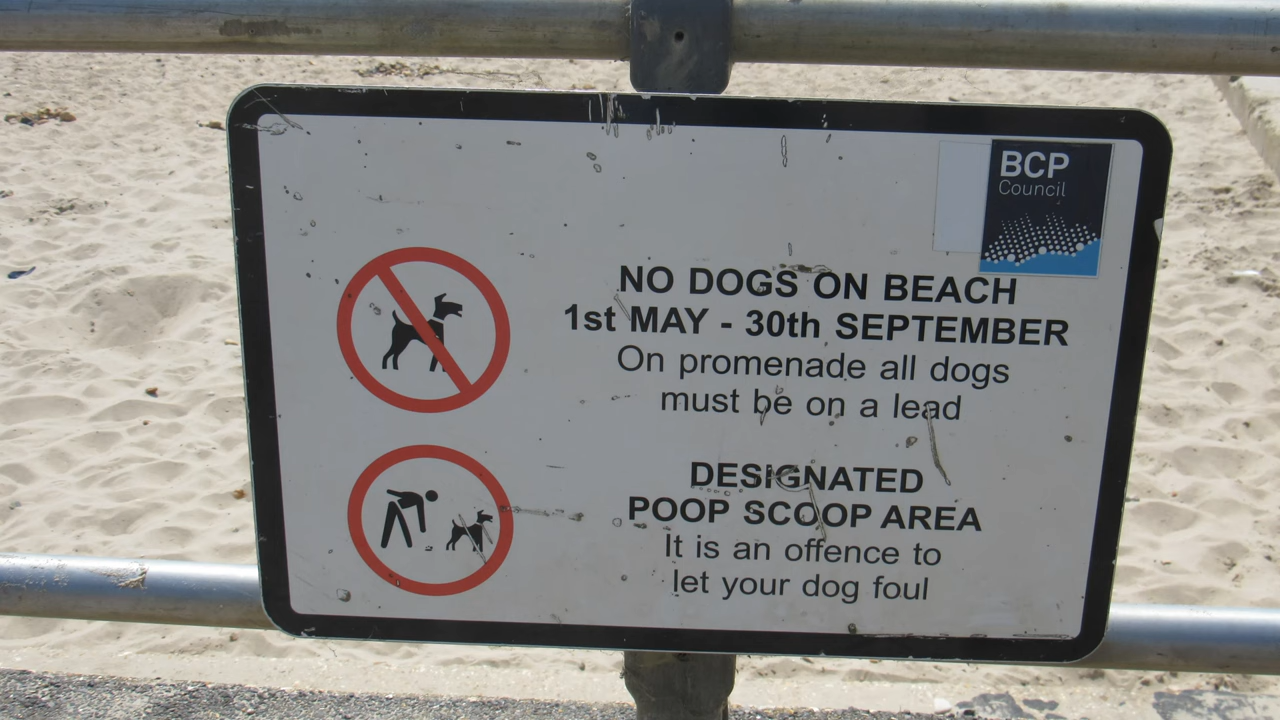 BCP
Council
NO DOGS ON BEACH
1st MAY - 30th SEPTEMBER
On promenade all dogs
must be on a lead
DESIGNATED
POOP SCOOP AREA
It is an offence to
let your dog foul